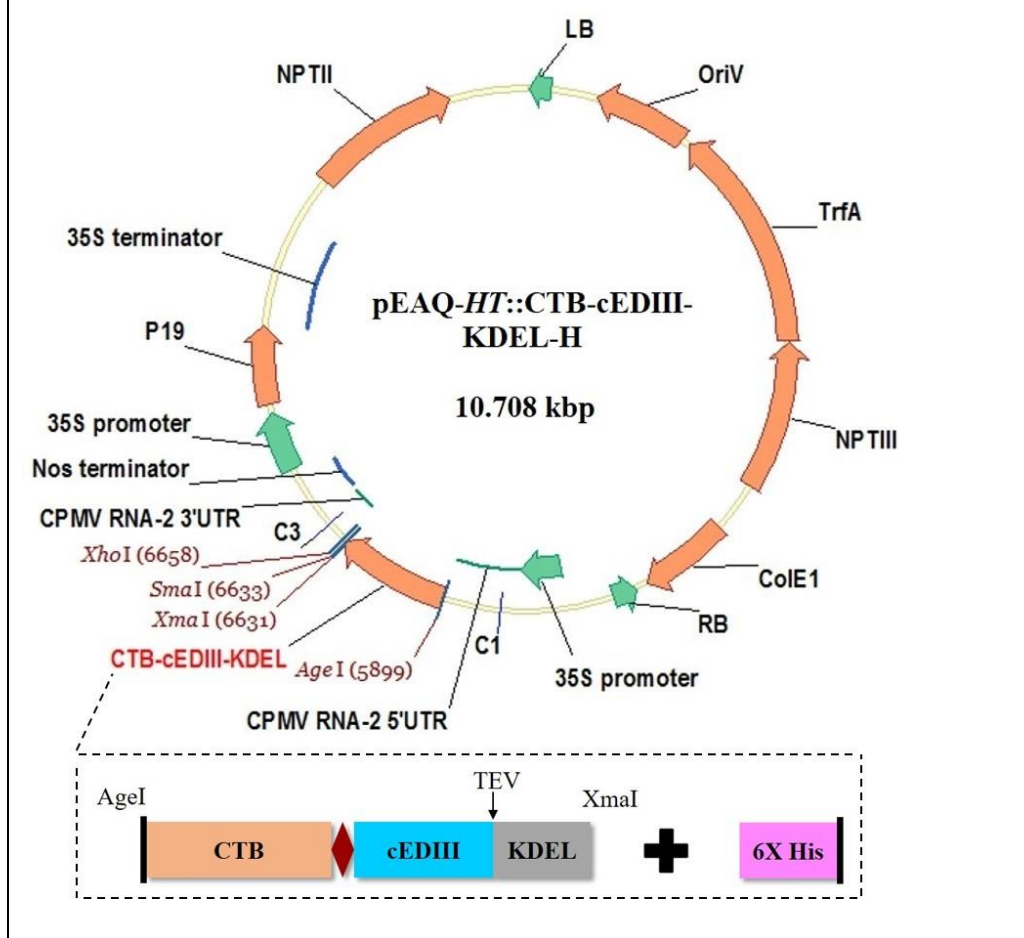 LB
NPTII
OriV
35S terminator
TrfA
pEAQ-HT::CTB-cEDIII-
KDEL-H
10.708 kbp
P19
35S promoter
Nos terminator
NPTIII
CPMV RNA-2 3'UTR
C3
XhoI (6658)
SmaI (6633)
XmaI (6631)
CTB-cEDIII-KDEL
AgeI (5899)
C1
ColE1
RB
35S promoter
CPMV RNA-2 5'UTR
TEV
AgeI
XmaI
CTB
cEDIII
KDEL
6X His